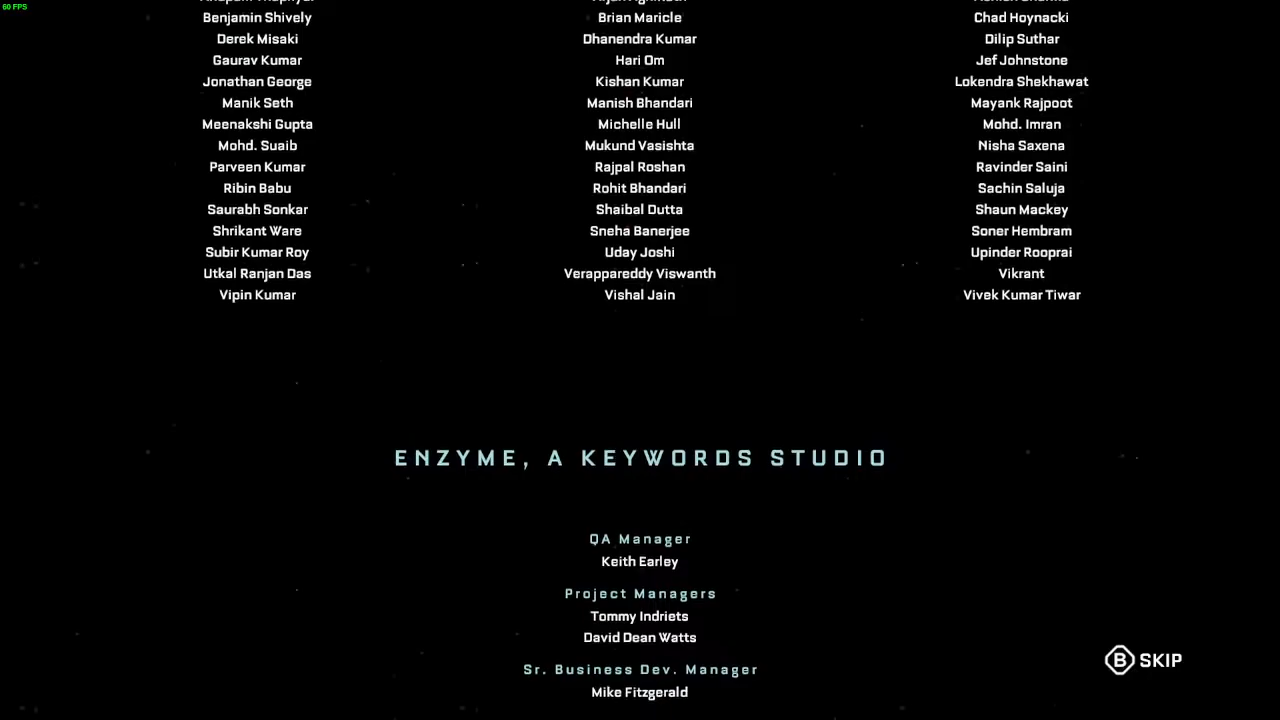 60 FPS
Benjamin Shively Brian Maricle Chad Hoynacki
Derek Misaki Dhanendra Kumar Dilip Suthar
Gaurav Kumar Hari Om Jef Johnstone
Jonathan George Kishan Kumar Lokendra Shekhawat
Manik Seth Manish Bhandari Mayank Rajpoot
Meenakshi Gupta Michelle Hull Mohd. Imran
Mohd. Suaib Mukund Vasishta Nisha Saxena
Parveen Kumar Rajpal Roshan Ravinder Saini
Ribin Babu Rohit Bhandari Sachin Saluja
Saurabh Sonkar Shaibal Dutta Shaun Mackey
Shrikant Ware Sneha Banerjee Soner Hembram
Subir Kumar Roy Uday Joshi Upinder Rooprai
Utkal Ranjan Das Verappareddy Viswanth Vikrant
Vipin Kumar Vishal Jain Vivek Kumar Tiwar
ENZYME, A KEYWORDS STUDIO
QA Manager
Keith Earley
Project Managers
Tommy Indriets
David Dean Watts
Sr. Business Dev. Manager
Mike Fitzgerald
B SKIP